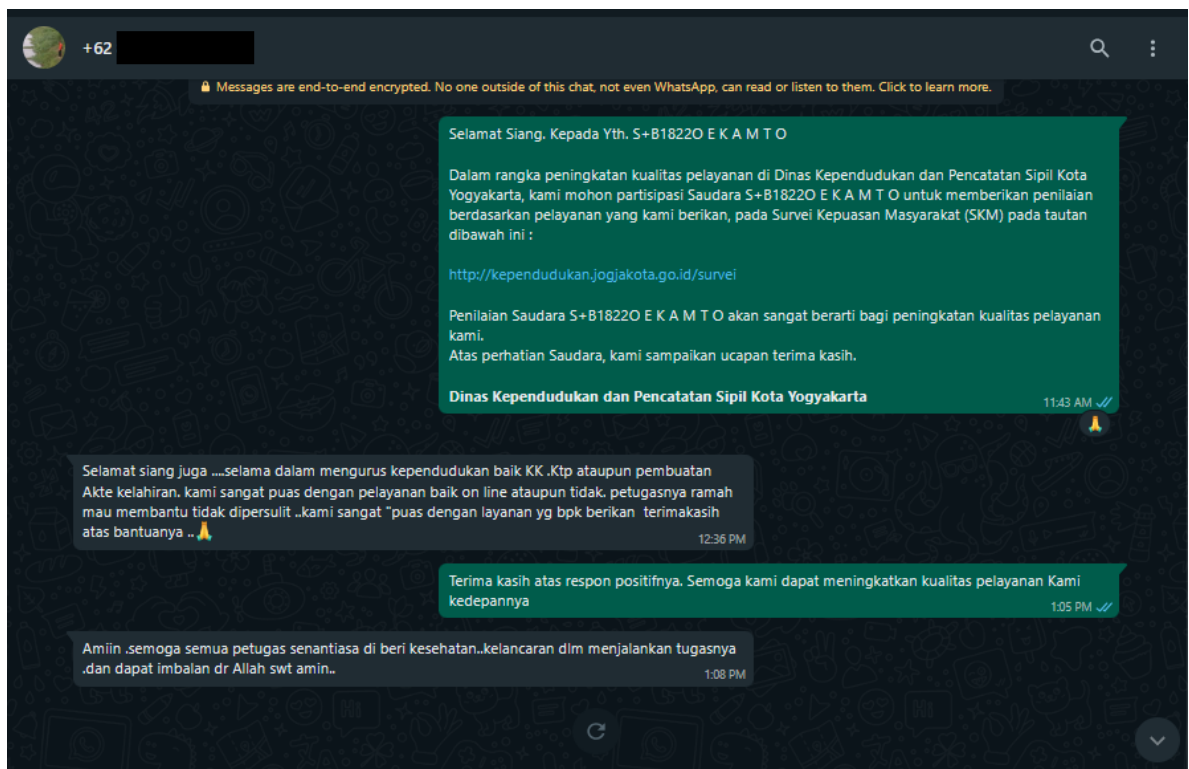 +62
Messages are end-to-end encrypted. No one outside of this chat, not even WhatsApp, can read or listen to them. Click to learn more.
Selamat Siang. Kepada Yth. S+B1822O E K A M T O
Dalam rangka peningkatan kualitas pelayanan di Dinas Kependudukan dan Pencatatan Sipil Kota
Yogyakarta, kami mohon partisipasi Saudara S+B1822O E K A M T O untuk memberikan penilaian
berdasarkan pelayanan yang kami berikan, pada Survei Kepuasan Masyarakat (SKM) pada tautan
dibawah ini :
http://kependudukan.jogjakota.go.id/survei
Penilaian Saudara S+B1822O E K A M T O akan sangat berarti bagi peningkatan kualitas pelayanan
kami.
Atas perhatian Saudara, kami sampaikan ucapan terima kasih.
Dinas Kependudukan dan Pencatatan Sipil Kota Yogyakarta
11:43 AM
Selamat siang juga ....selama dalam mengurus kependudukan baik KK .Ktp ataupun pembuatan
Akte kelahiran. kami sangat puas dengan pelayanan baik on line ataupun tidak. petugasnya ramah
mau membantu tidak dipersulit ..kami sangat "puas dengan layanan yg bpk berikan  terimakasih
atas bantuanya ..🙏
12:36 PM
Terima kasih atas respon positifnya. Semoga kami dapat meningkatkan kualitas pelayanan Kami
kedepannya
1:05 PM
Amiin .semoga semua petugas senantiasa di beri kesehatan..kelancaran dlm menjalankan tugasnya
.dan dapat imbalan dr Allah swt amin..
1:08 PM